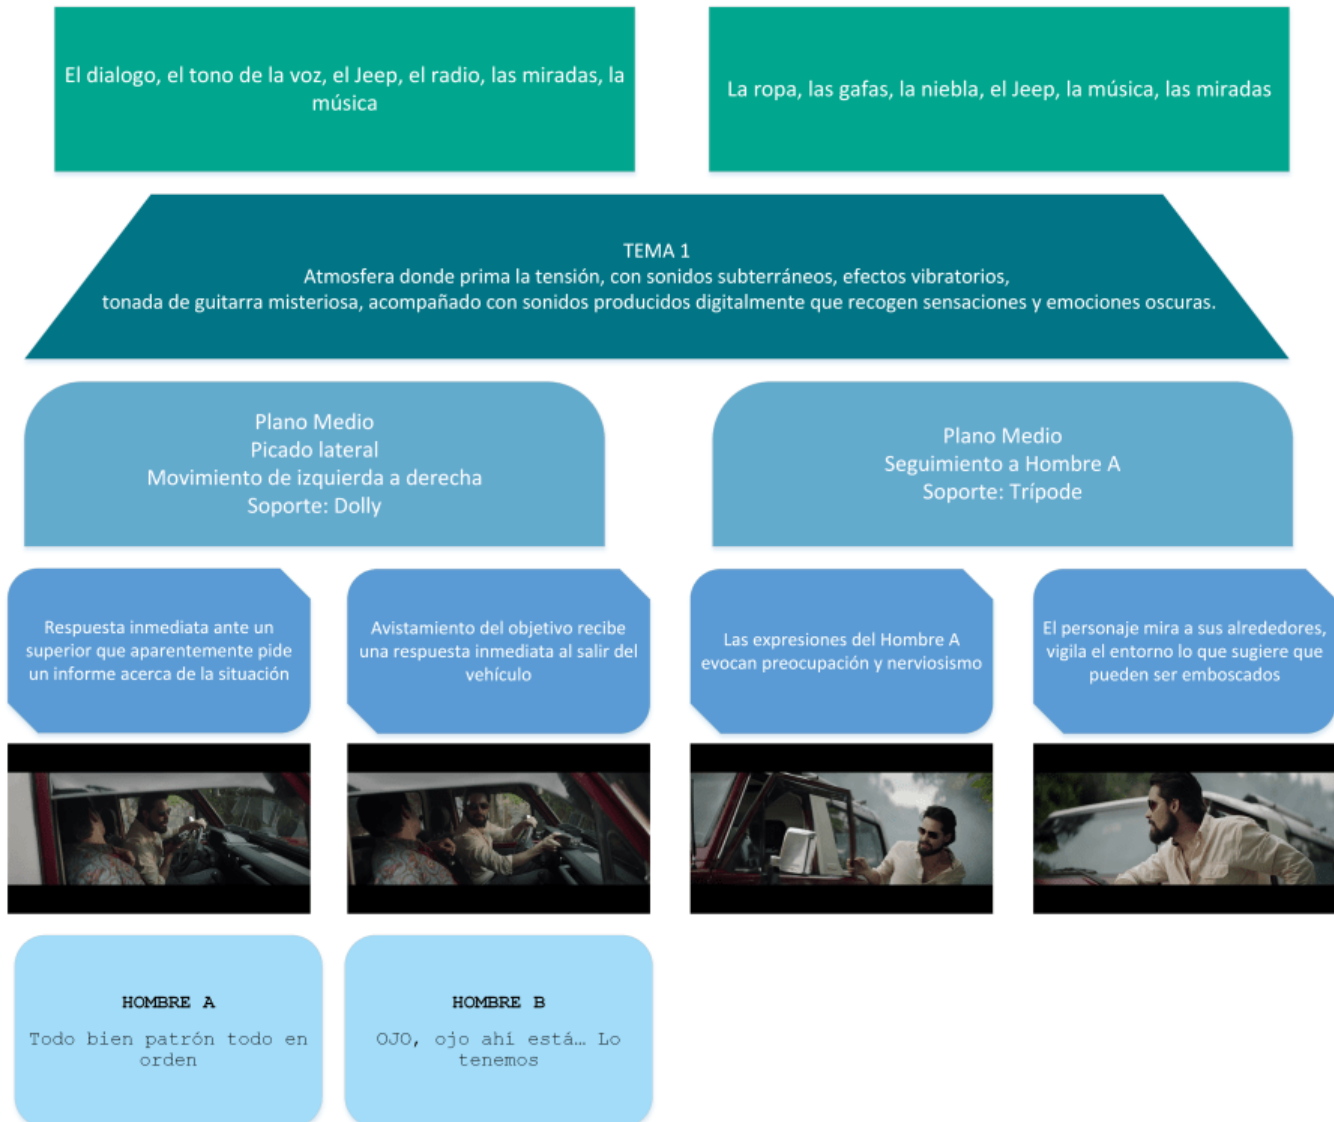 El dialogo, el tono de la voz, el Jeep, el radio, las miradas, la
música
La ropa, las gafas, la niebla, el Jeep, la música, las miradas
TEMA 1
Atmosfera donde prima la tensión, con sonidos subterráneos, efectos vibratorios,
tonada de guitarra misteriosa, acompañado con sonidos producidos digitalmente que recogen sensaciones y emociones oscuras.
Plano Medio
Picado lateral
Movimiento de izquierda a derecha
Soporte: Dolly
Plano Medio
Seguimiento a Hombre A
Soporte: Trípode
Respuesta inmediata ante un
superior que aparentemente pide
un informe acerca de la situación
Avistamiento del objetivo recibe
una respuesta inmediata al salir del
vehículo
Las expresiones del Hombre A
evocan preocupación y nerviosismo
El personaje mira a sus alrededores,
vigila el entorno lo que sugiere que
pueden ser emboscados
HOMBRE A
Todo bien patrón todo en
orden
HOMBRE B
OJO, ojo ahí está… Lo
tenemos